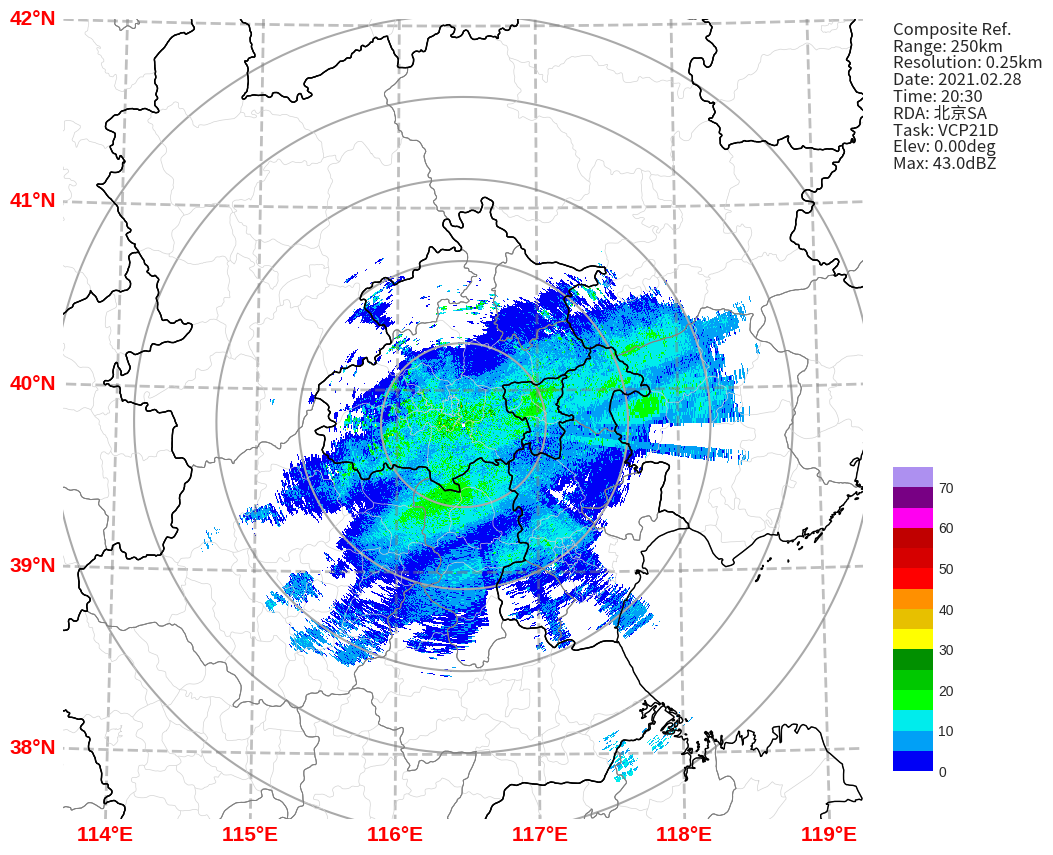 42°N
41°N
40°N
39°N
38°N
114°E
115°E
116°E
117°E
118°E
119°E
Composite Ref.
Range: 250km
Resolution: 0.25km
Date: 2021.02.28
Time: 20:30
RDA: 北京SA
Task: VCP21D
Elev: 0.00deg
Max: 43.0dBZ
70
60
50
40
30
20
10
0